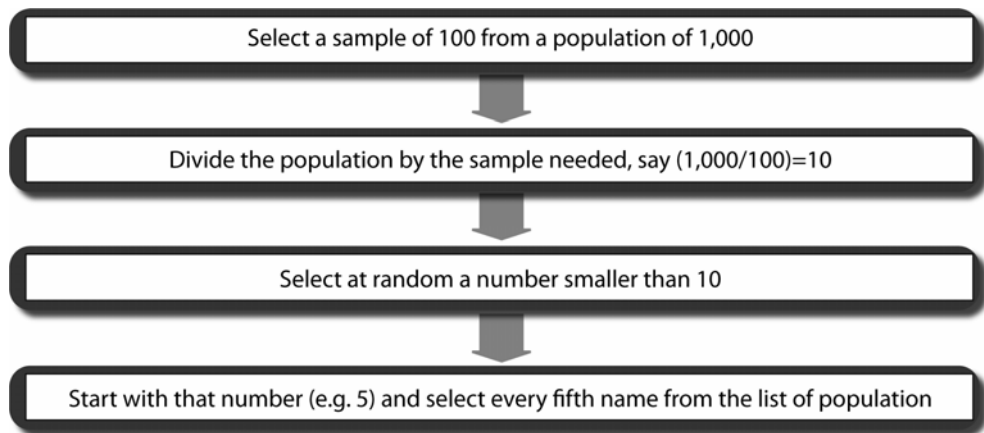 Select a sample of 100 from a population of 1,000
Divide the population by the sample needed, say (1,000/100)=10
Select at random a number smaller than 10
Start with that number (e.g. 5) and select every fifth name from the list of population